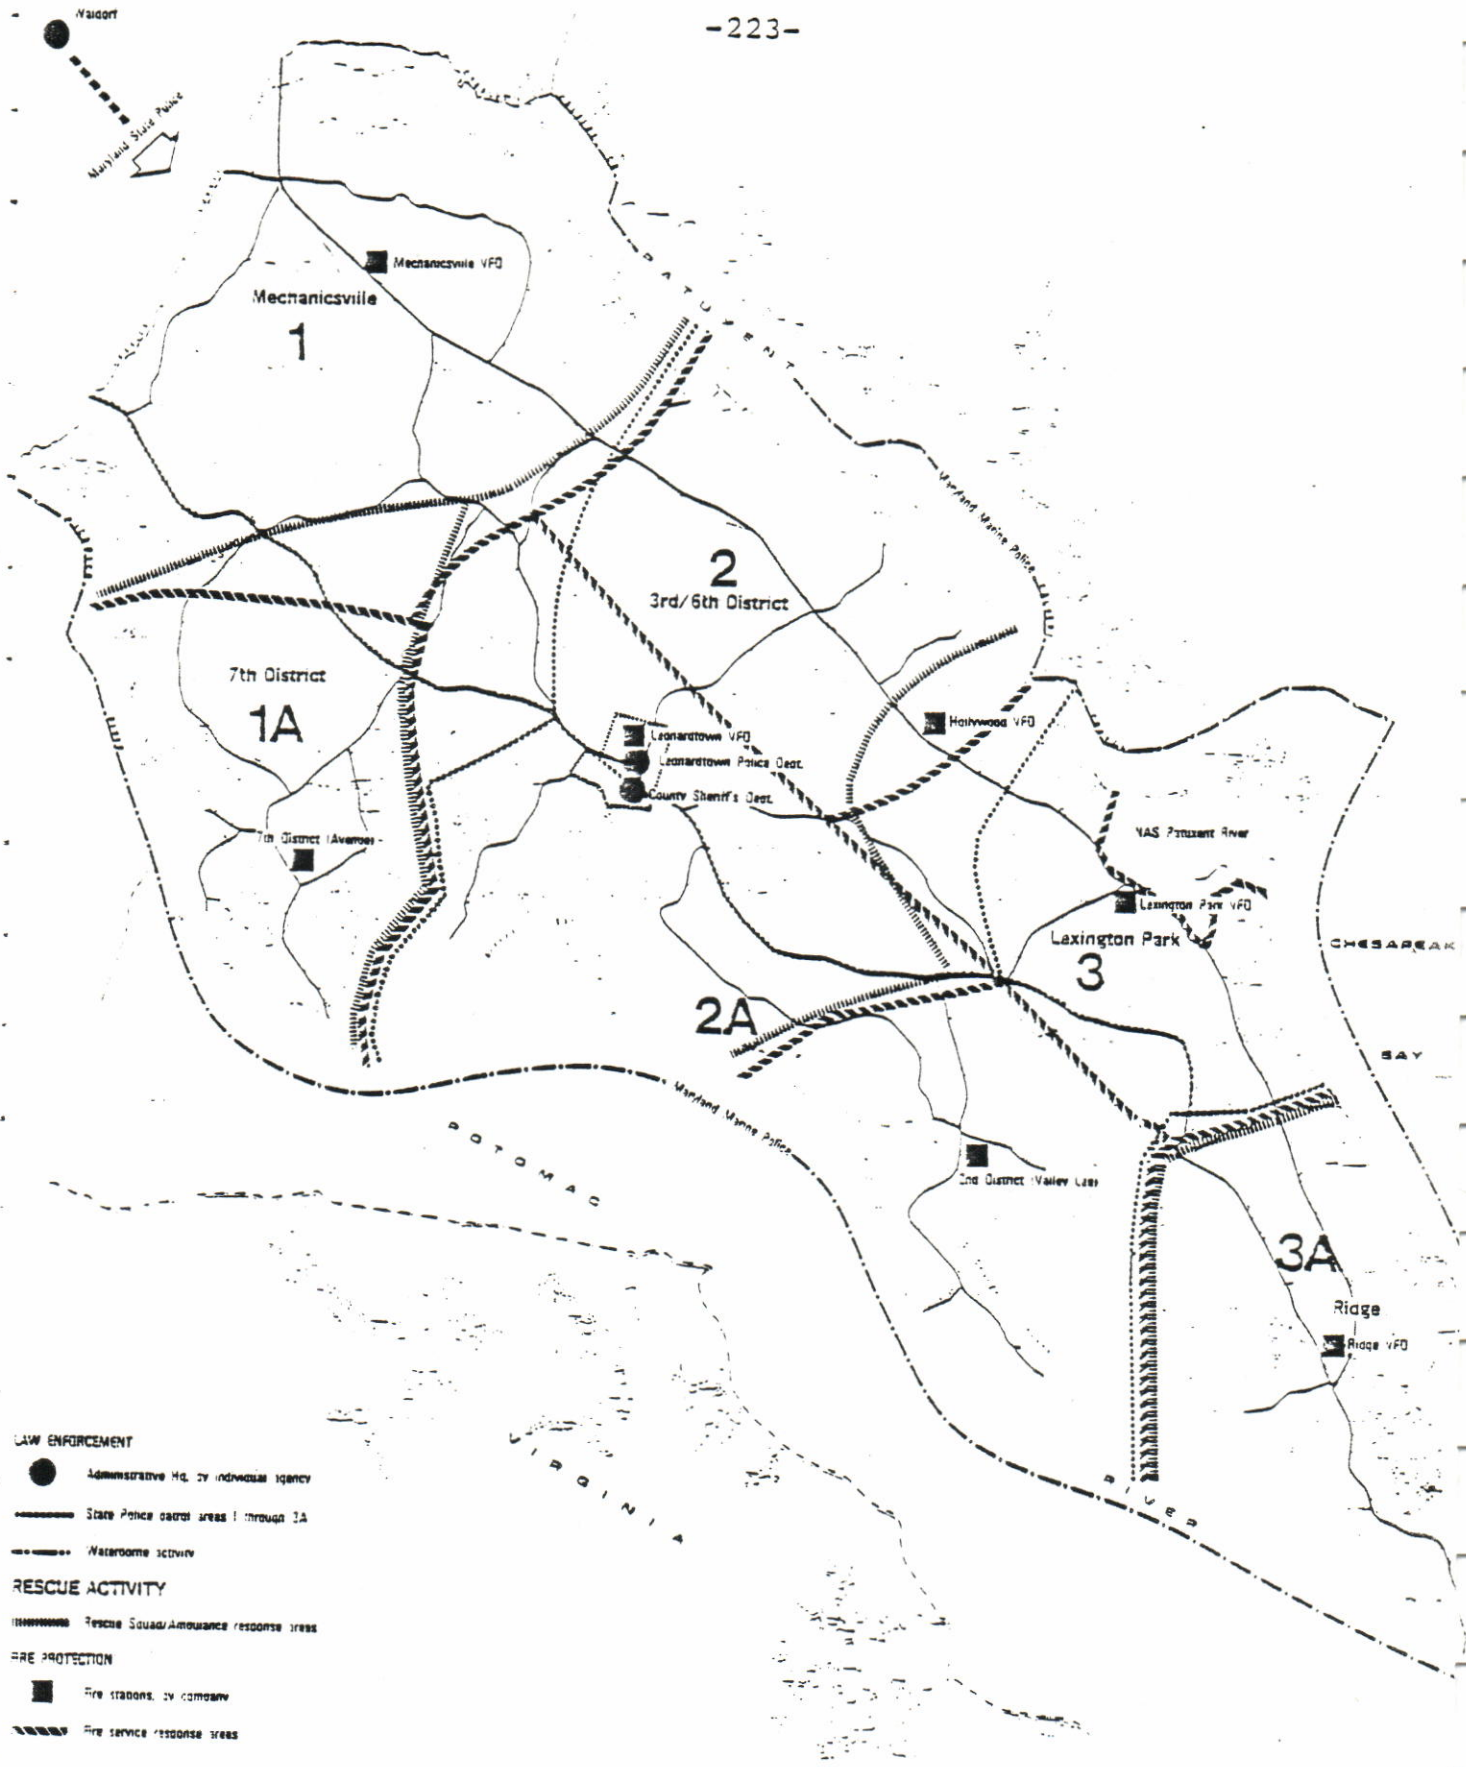 -223-
Waldorf
Maryland State Police
Mechanicsville VFD
Mechanicsville
1
PATUXENT
Maryland Marine Police
2
3rd/6th District
7th District
1A
Hollywood VFD
Leonardtown VFD
Leonardtown Police Dept.
County Sheriff's Dept.
NAS Patuxent River
7th District (Avenue)
Lexington Park VFD
Lexington Park
3
CHESAPEAK
2A
BAY
Maryland Marine Police
POTOMAC
2nd District (Valley Lee)
3A
Ridge
Ridge VFD
VIRGINIA
RIVER
LAW ENFORCEMENT
Administrative Hq. by individual agency
State Police patrol areas 1 through 3A
Waterborne activity
RESCUE ACTIVITY
Rescue Squad/Ambulance response areas
FIRE PROTECTION
Fire stations, by company
Fire service response areas